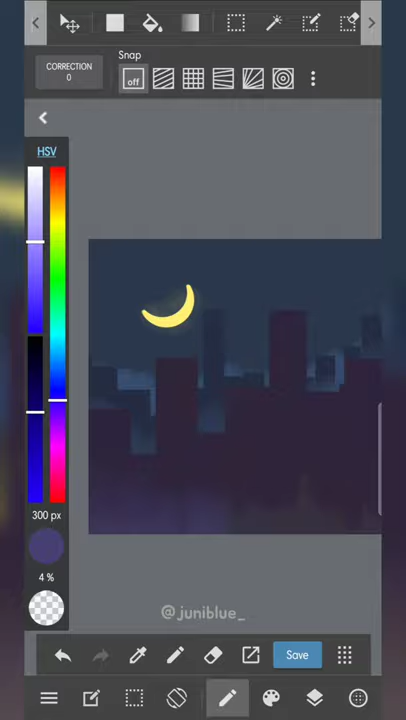 Snap
CORRECTION
0
off
HSV
300 px
4 %
@juniblue_
Save